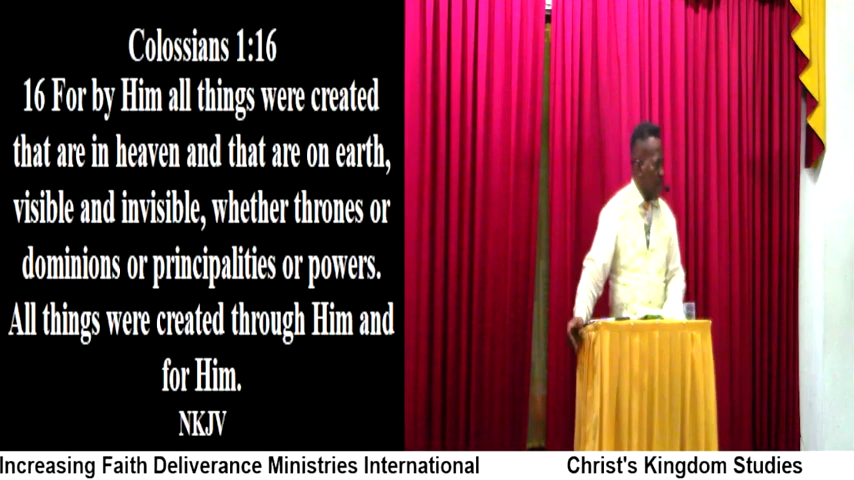 Colossians 1:16
16 For by Him all things were created
that are in heaven and that are on earth,
visible and invisible, whether thrones or
dominions or principalities or powers.
All things were created through Him and
for Him.
NKJV
Increasing Faith Deliverance Ministries International
Christ's Kingdom Studies